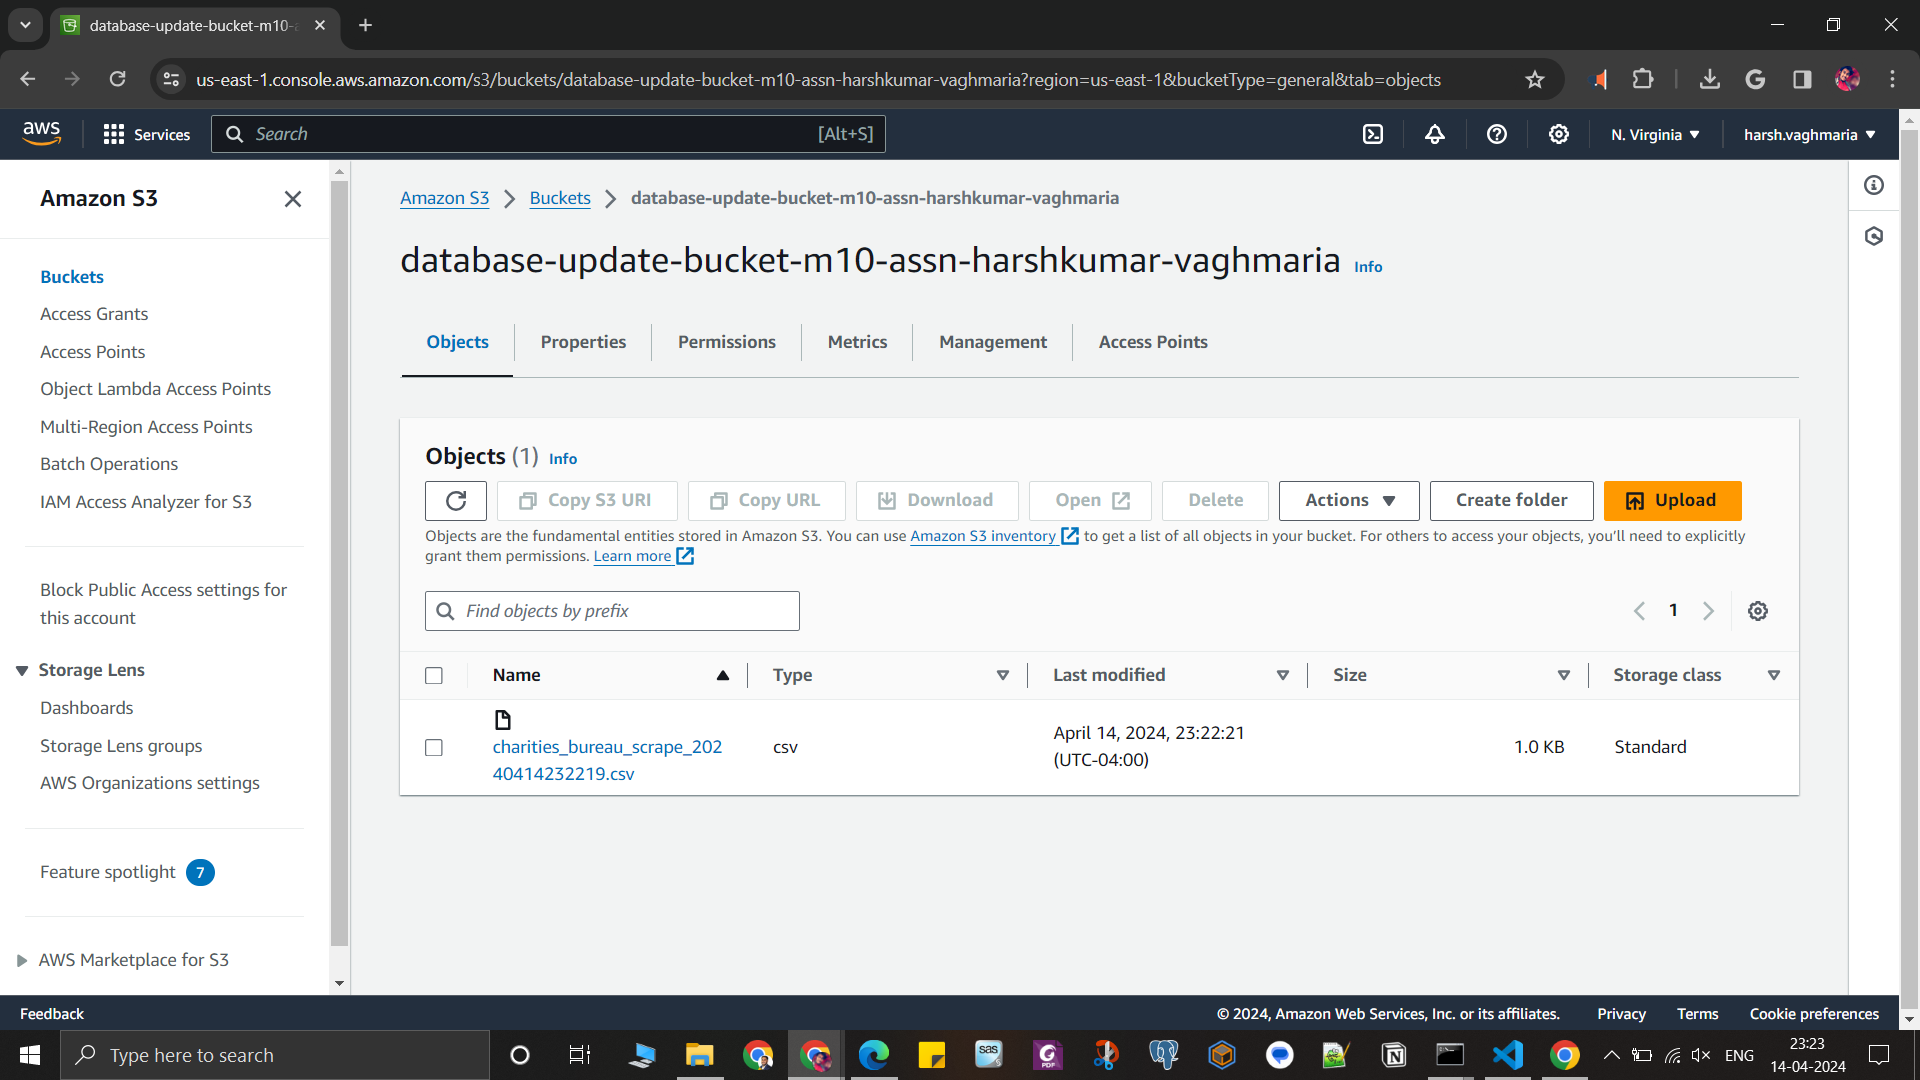 database-update-bucket-m10-a
us-east-1.console.aws.amazon.com/s3/buckets/database-update-bucket-m10-assn-harshkumar-vaghmaria?region=us-east-1&bucketType=general&tab=objects
aws
Services
Search
[Alt+S]
N. Virginia
harsh.vaghmaria
Amazon S3
Buckets
Access Grants
Access Points
Object Lambda Access Points
Multi-Region Access Points
Batch Operations
IAM Access Analyzer for S3
Block Public Access settings for
this account
Storage Lens
Dashboards
Storage Lens groups
AWS Organizations settings
Feature spotlight 7
AWS Marketplace for S3
Amazon S3 Buckets database-update-bucket-m10-assn-harshkumar-vaghmaria
database-update-bucket-m10-assn-harshkumar-vaghmaria Info
Objects Properties Permissions Metrics Management Access Points
Objects (1) Info
Copy S3 URI Copy URL Download Open Delete Actions Create folder Upload
Objects are the fundamental entities stored in Amazon S3. You can use Amazon S3 inventory to get a list of all objects in your bucket. For others to access your objects, you'll need to explicitly
grant them permissions. Learn more
Find objects by prefix
1
Name Type Last modified Size Storage class
charities_bureau_scrape_202
40414232219.csv
csv
April 14, 2024, 23:22:21
(UTC-04:00)
1.0 KB
Standard
Feedback
© 2024, Amazon Web Services, Inc. or its affiliates. Privacy Terms Cookie preferences
Type here to search
sas
PDF
ENG
23:23
14-04-2024